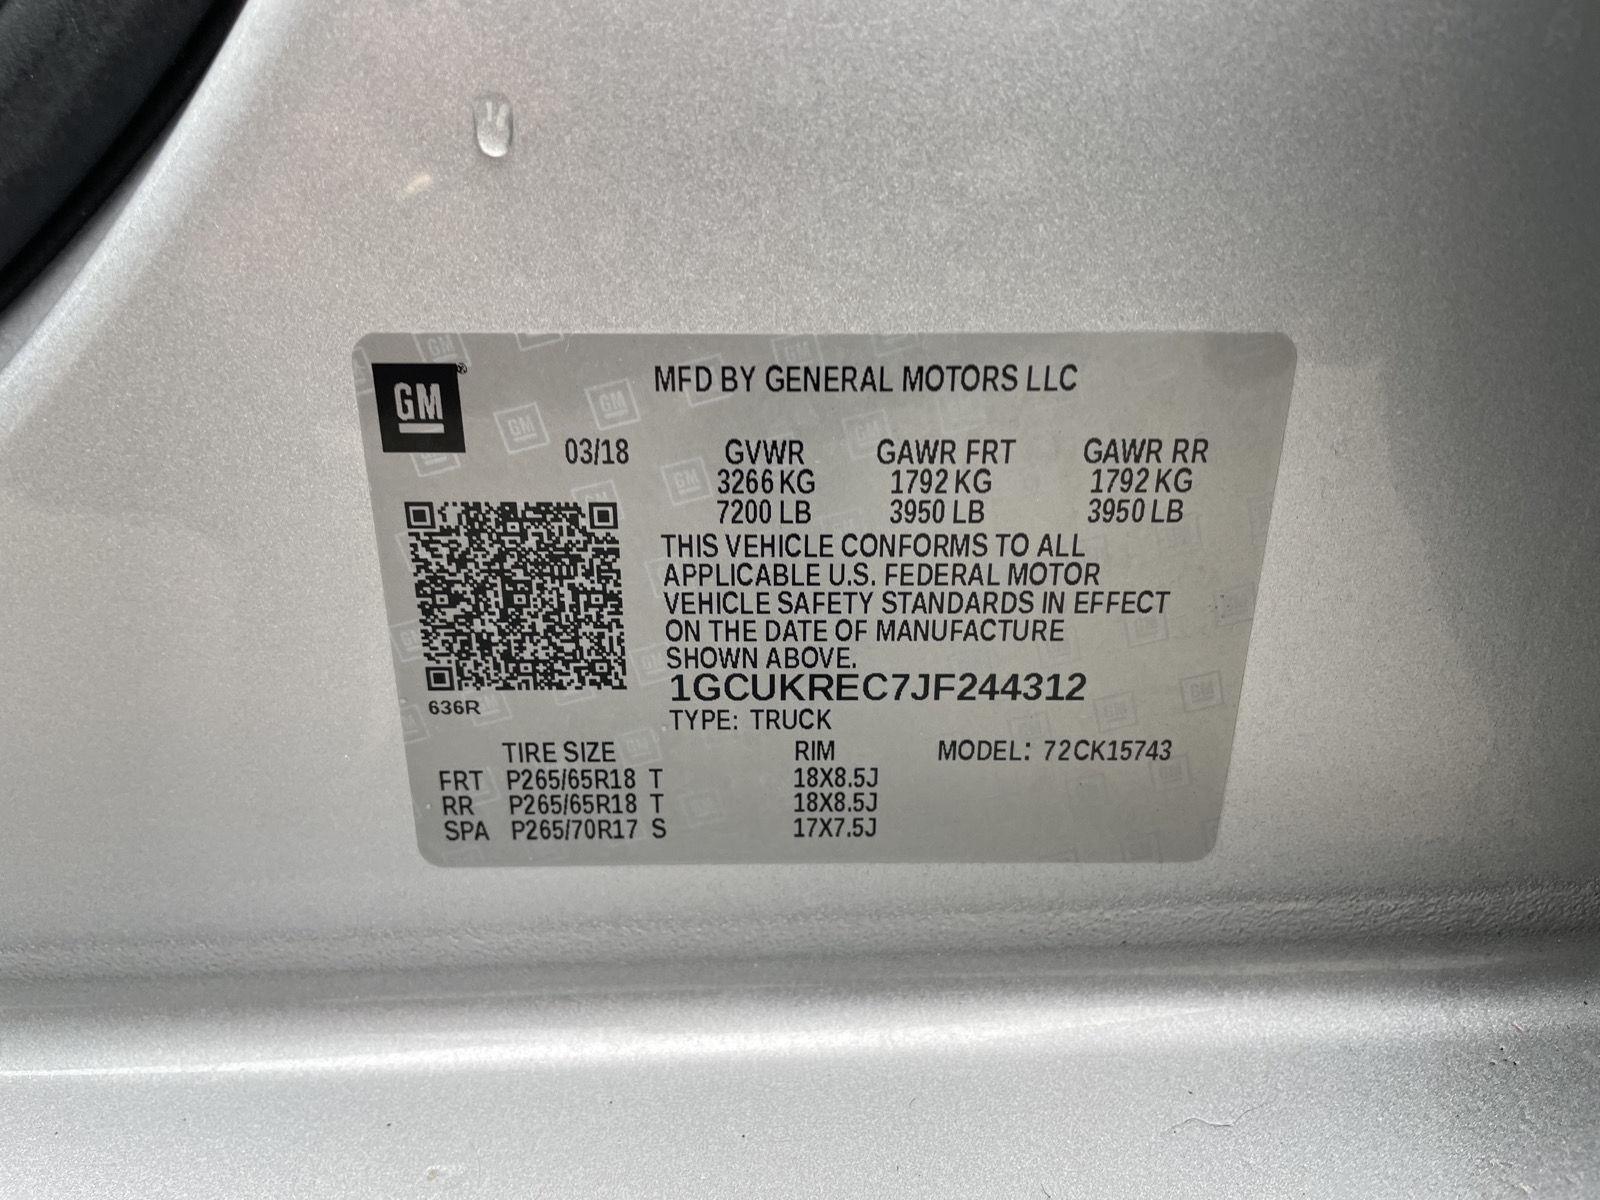 GM®
MFD BY GENERAL MOTORS LLC
03/18 GVWR GAWR FRT GAWR RR
3266 KG 1792 KG 1792 KG
7200 LB 3950 LB 3950 LB
THIS VEHICLE CONFORMS TO ALL
APPLICABLE U.S. FEDERAL MOTOR
VEHICLE SAFETY STANDARDS IN EFFECT
ON THE DATE OF MANUFACTURE
SHOWN ABOVE.
1GCUKREC7JF244312
636R
TYPE: TRUCK
TIRE SIZE RIM MODEL: 72CK15743
FRT P265/65R18 T 18X8.5J
RR P265/65R18 T 18X8.5J
SPA P265/70R17 S 17X7.5J